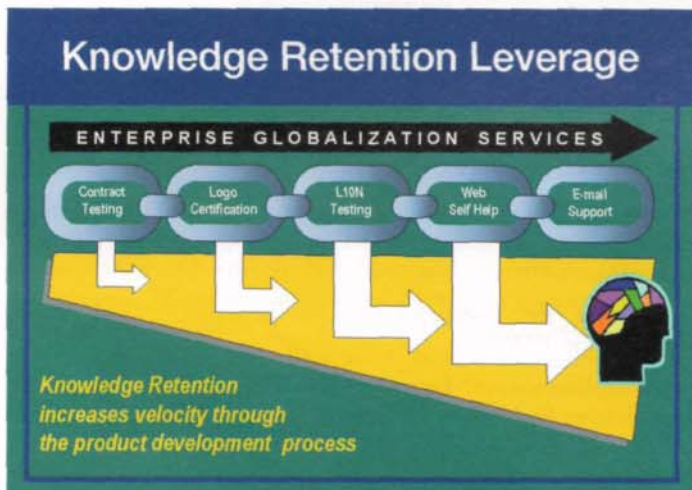 Knowledge Retention Leverage
ENTERPRISE GLOBALIZATION SERVICES
Contract
Testing
Logo
Certification
L10N
Testing
Web
Self Help
E-mail
Support
Knowledge Retention
increases velocity through
the product development process